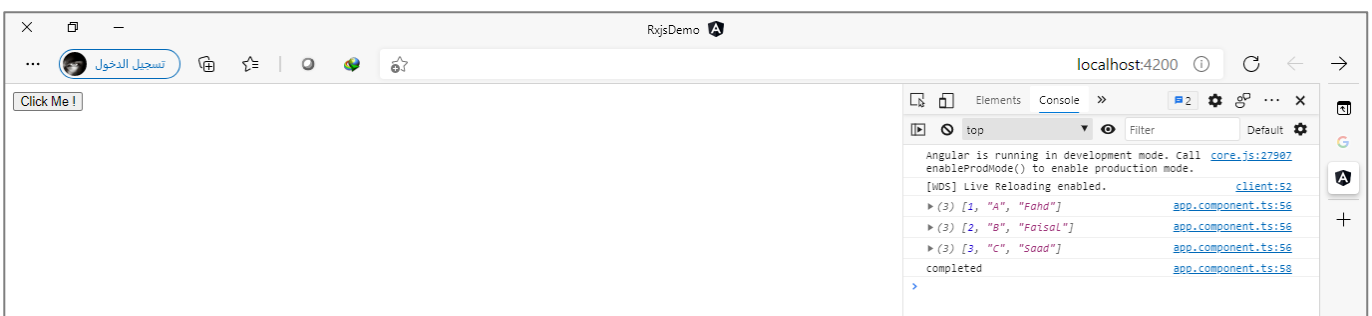 RxjsDemo
تسجيل الدخول
localhost:4200
Click Me !
Elements Console » 2
top Filter Default
Angular is running in development mode. Call core.js:27907
enableProdMode() to enable production mode.
[WDS] Live Reloading enabled. client:52
(3) [1, "A", "Fahd"] app.component.ts:56
(3) [2, "B", "Faisal"] app.component.ts:56
(3) [3, "C", "Saad"] app.component.ts:56
completed app.component.ts:58